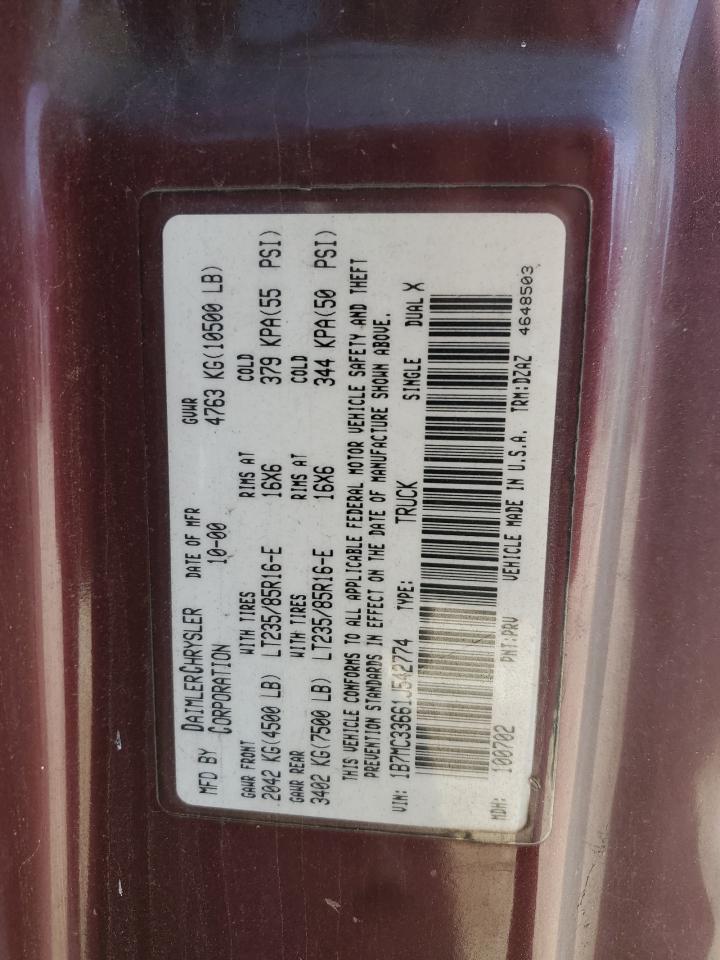 MFD BY DAIMLERCHRYSLER CORPORATION DATE OF MFR 10-00 GVWR 4763 KG(10500 LB)
GAWR FRONT WITH TIRES RIMS AT COLD
2042 KG(4500 LB) LT235/85R16-E 16X6 379 KPA(55 PSI)
GAWR REAR WITH TIRES RIMS AT COLD
3402 KG(7500 LB) LT235/85R16-E 16X6 344 KPA(50 PSI)
THIS VEHICLE CONFORMS TO ALL APPLICABLE FEDERAL MOTOR VEHICLE SAFETY AND THEFT
PREVENTION STANDARDS IN EFFECT ON THE DATE OF MANUFACTURE SHOWN ABOVE.
VIN: 1B7MC33661J542774 TYPE: TRUCK SINGLE DUAL X
MDH: 100702 PNT:PRV VEHICLE MADE IN U.S.A. TRM:DZAZ 4648503